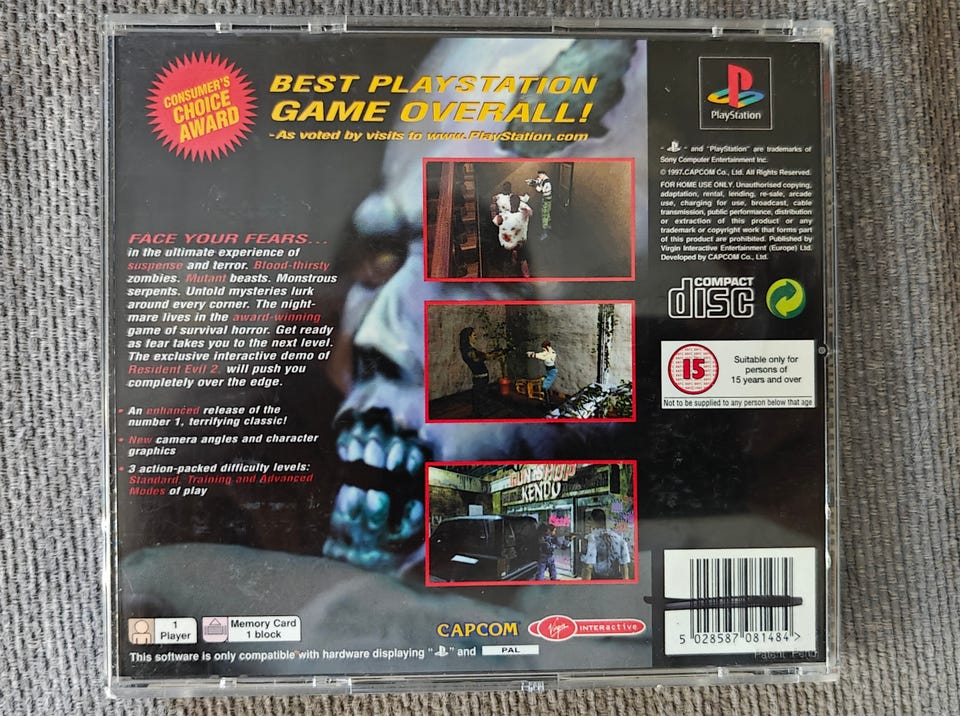 CONSUMER'S
CHOICE
AWARD
BEST PLAYSTATION
GAME OVERALL!
-As voted by visits to www.PlayStation.com
FACE YOUR FEARS...
in the ultimate experience of
suspense and terror. Blood-thirsty
zombies. Mutant beasts. Monstrous
serpents. Untold mysteries lurk
around every corner. The night-
mare lives in the award-winning
game of survival horror. Get ready
as fear takes you to the next level.
The exclusive interactive demo of
Resident Evil 2. will push you
completely over the edge.
• An enhanced release of the
number 1, terrifying classic!
• New camera angles and character
graphics
• 3 action-packed difficulty levels:
Standard, Training and Advanced
Modes of play
KENDO
PlayStation
" " and "PlayStation" are trademarks of
Sony Computer Entertainment Inc.
© 1997.CAPCOM Co., Ltd. All Rights Reserved.
FOR HOME USE ONLY. Unauthorised copying,
adaptation, rental, lending, re-sale, arcade
use, charging for use, broadcast, cable
transmission, public performance, distribution
or extraction of this product or any
trademark or copyright work that forms part
of this product are prohibited. Published by
Virgin Interactive Entertainment (Europe) Ltd.
Developed by CAPCOM Co., Ltd.
COMPACT
disc
15
Suitable only for
persons of
15 years and over
Not to be supplied to any person below that age
1
Player
Memory Card
1 block
CAPCOM
Virgin INTERACTIVE
This software is only compatible with hardware displaying " " and PAL
5 028587 081484 >